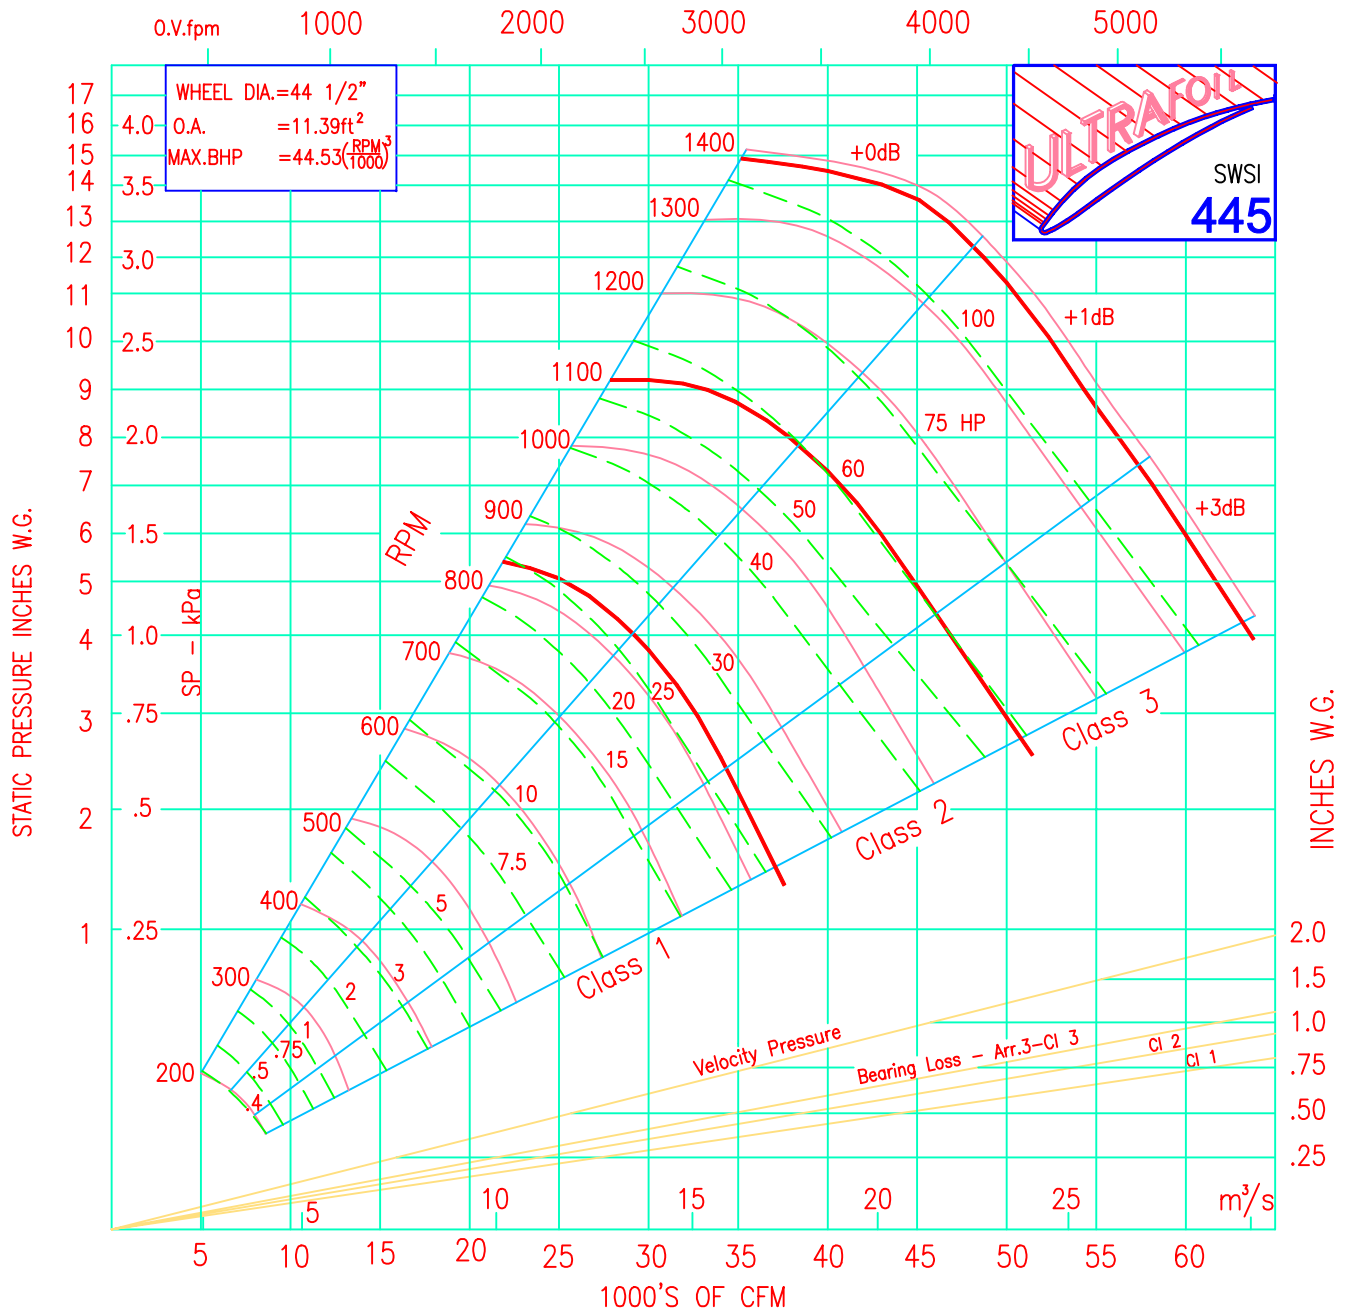 O.V.fpm 1000 2000 3000 4000 5000
WHEEL DIA.=44 1/2"
O.A. =11.39ft²
MAX.BHP =44.53(RPM/1000)³
ULTRAFOIL
SWSI
445
17
16 4.0
15
14 3.5
13
12 3.0
11
10 2.5
9
8 2.0
7
6 1.5
5
4 1.0
3 .75
2 .5
1 .25
STATIC PRESSURE INCHES W.G.
SP - kPa
RPM
1400
1300
1200
1100
1000
900
800
700
600
500
400
300
200
+0dB
+1dB
+3dB
100
75 HP
60
50
40
30
25
20
15
10
7.5
5
3
2
1
.75
.5
.4
Class 3
Class 2
Class 1
Velocity Pressure
Bearing Loss - Arr.3-Cl 3
Cl 2
Cl 1
INCHES W.G.
2.0
1.5
1.0
.75
.50
.25
5 10 15 20 25 m³/s
5 10 15 20 25 30 35 40 45 50 55 60
1000'S OF CFM